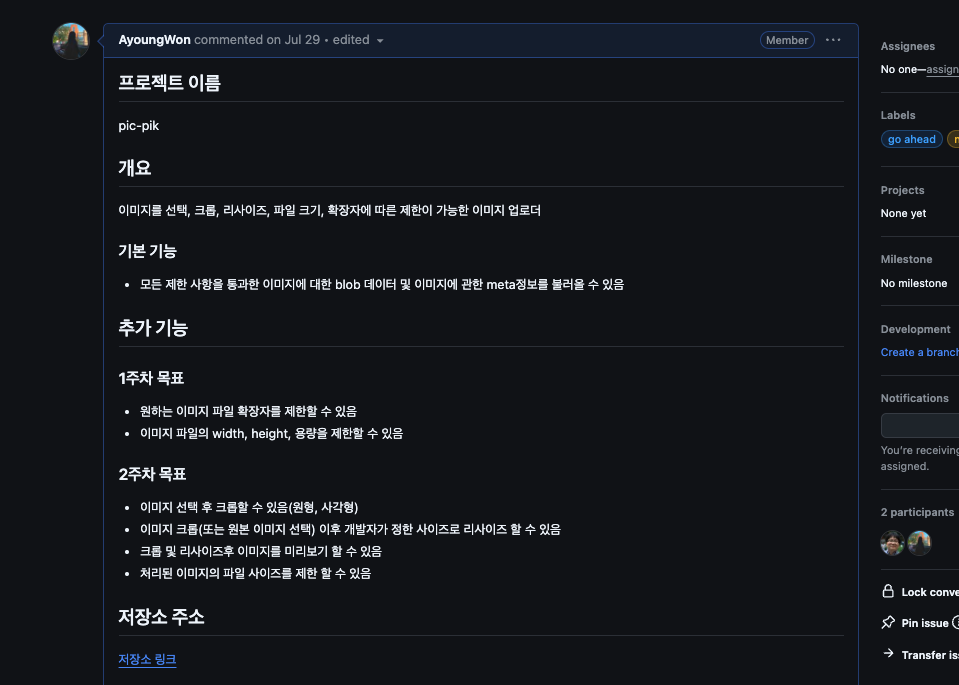 AyoungWon commented on Jul 29 • edited
Member
프로젝트 이름
pic-pik
개요
이미지를 선택, 크롭, 리사이즈, 파일 크기, 확장자에 따른 제한이 가능한 이미지 업로더
기본 기능
모든 제한 사항을 통과한 이미지에 대한 blob 데이터 및 이미지에 관한 meta정보를 불러올 수 있음
추가 기능
1주차 목표
원하는 이미지 파일 확장자를 제한할 수 있음
이미지 파일의 width, height, 용량을 제한할 수 있음
2주차 목표
이미지 선택 후 크롭할 수 있음(원형, 사각형)
이미지 크롭(또는 원본 이미지 선택) 이후 개발자가 정한 사이즈로 리사이즈 할 수 있음
크롭 및 리사이즈후 이미지를 미리보기 할 수 있음
처리된 이미지의 파일 사이즈를 제한 할 수 있음
저장소 주소
저장소 링크
Assignees
No one—assign
Labels
go ahead
Projects
None yet
Milestone
No milestone
Development
Create a branch
Notifications
You're receiving
assigned.
2 participants
Lock conve
Pin issue
Transfer is